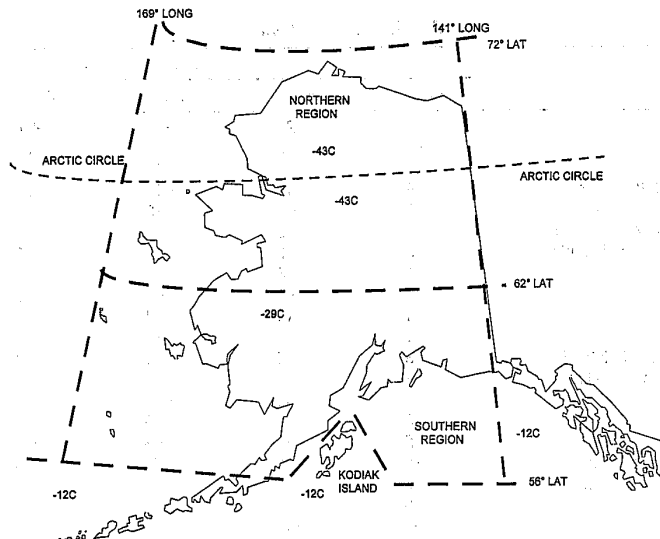 169° LONG
141° LONG
72° LAT
NORTHERN
REGION
-43C
ARCTIC CIRCLE
ARCTIC CIRCLE
-43C
62° LAT
-29C
SOUTHERN
REGION
-12C
KODIAK
ISLAND
56° LAT
-12C
-12C